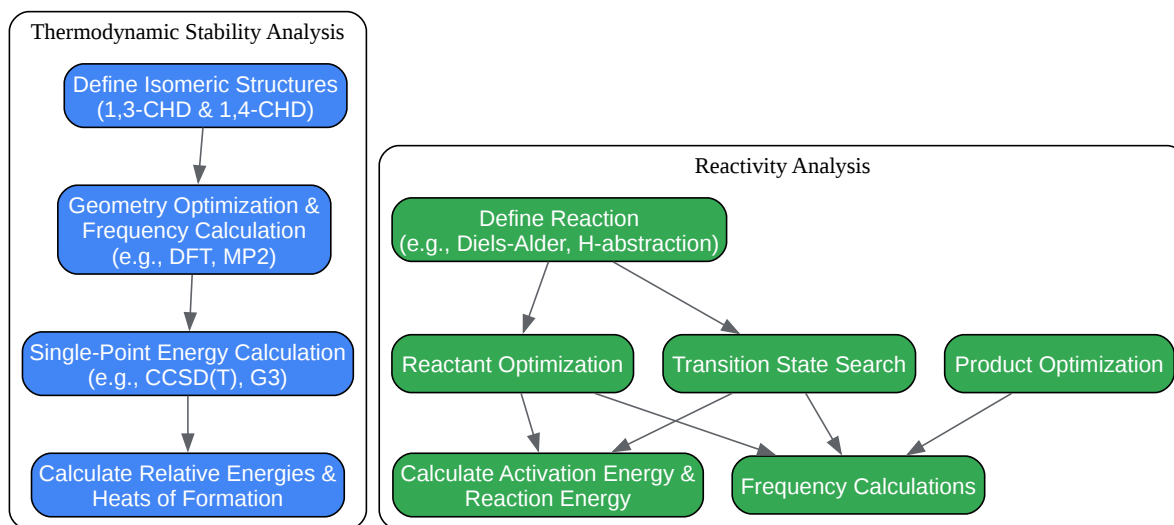 Thermodynamic Stability Analysis
Define Isomeric Structures
(1,3-CHD & 1,4-CHD)
Geometry Optimization &
Frequency Calculation
(e.g., DFT, MP2)
Single-Point Energy Calculation
(e.g., CCSD(T), G3)
Calculate Relative Energies &
Heats of Formation
Reactivity Analysis
Define Reaction
(e.g., Diels-Alder, H-abstraction)
Reactant Optimization
Transition State Search
Product Optimization
Calculate Activation Energy &
Reaction Energy
Frequency Calculations